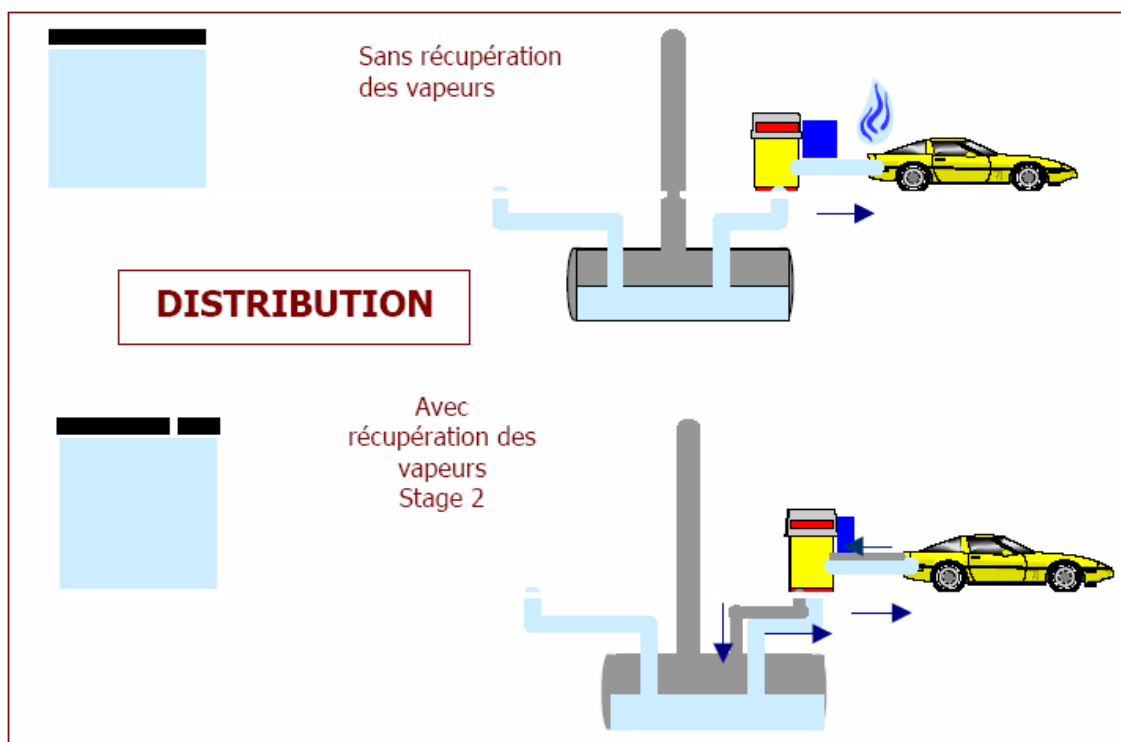 Sans récupération
des vapeurs
DISTRIBUTION
Avec
récupération des
vapeurs
Stage 2